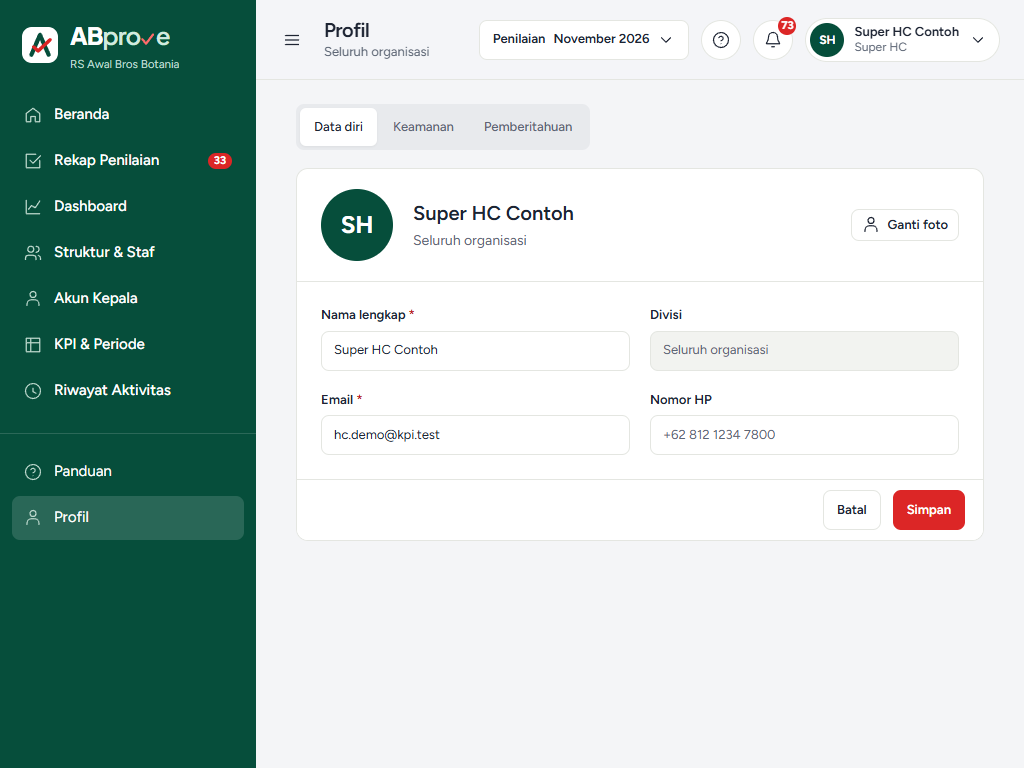 ABprove
RS Awal Bros Botania
Beranda
Rekap Penilaian 33
Dashboard
Struktur & Staf
Akun Kepala
KPI & Periode
Riwayat Aktivitas
Panduan
Profil
Profil
Seluruh organisasi
Penilaian November 2026
73
SH
Super HC Contoh
Super HC
Data diri Keamanan Pemberitahuan
SH
Super HC Contoh
Seluruh organisasi
Ganti foto
Nama lengkap *
Super HC Contoh
Divisi
Seluruh organisasi
Email *
hc.demo@kpi.test
Nomor HP
+62 812 1234 7800
Batal Simpan